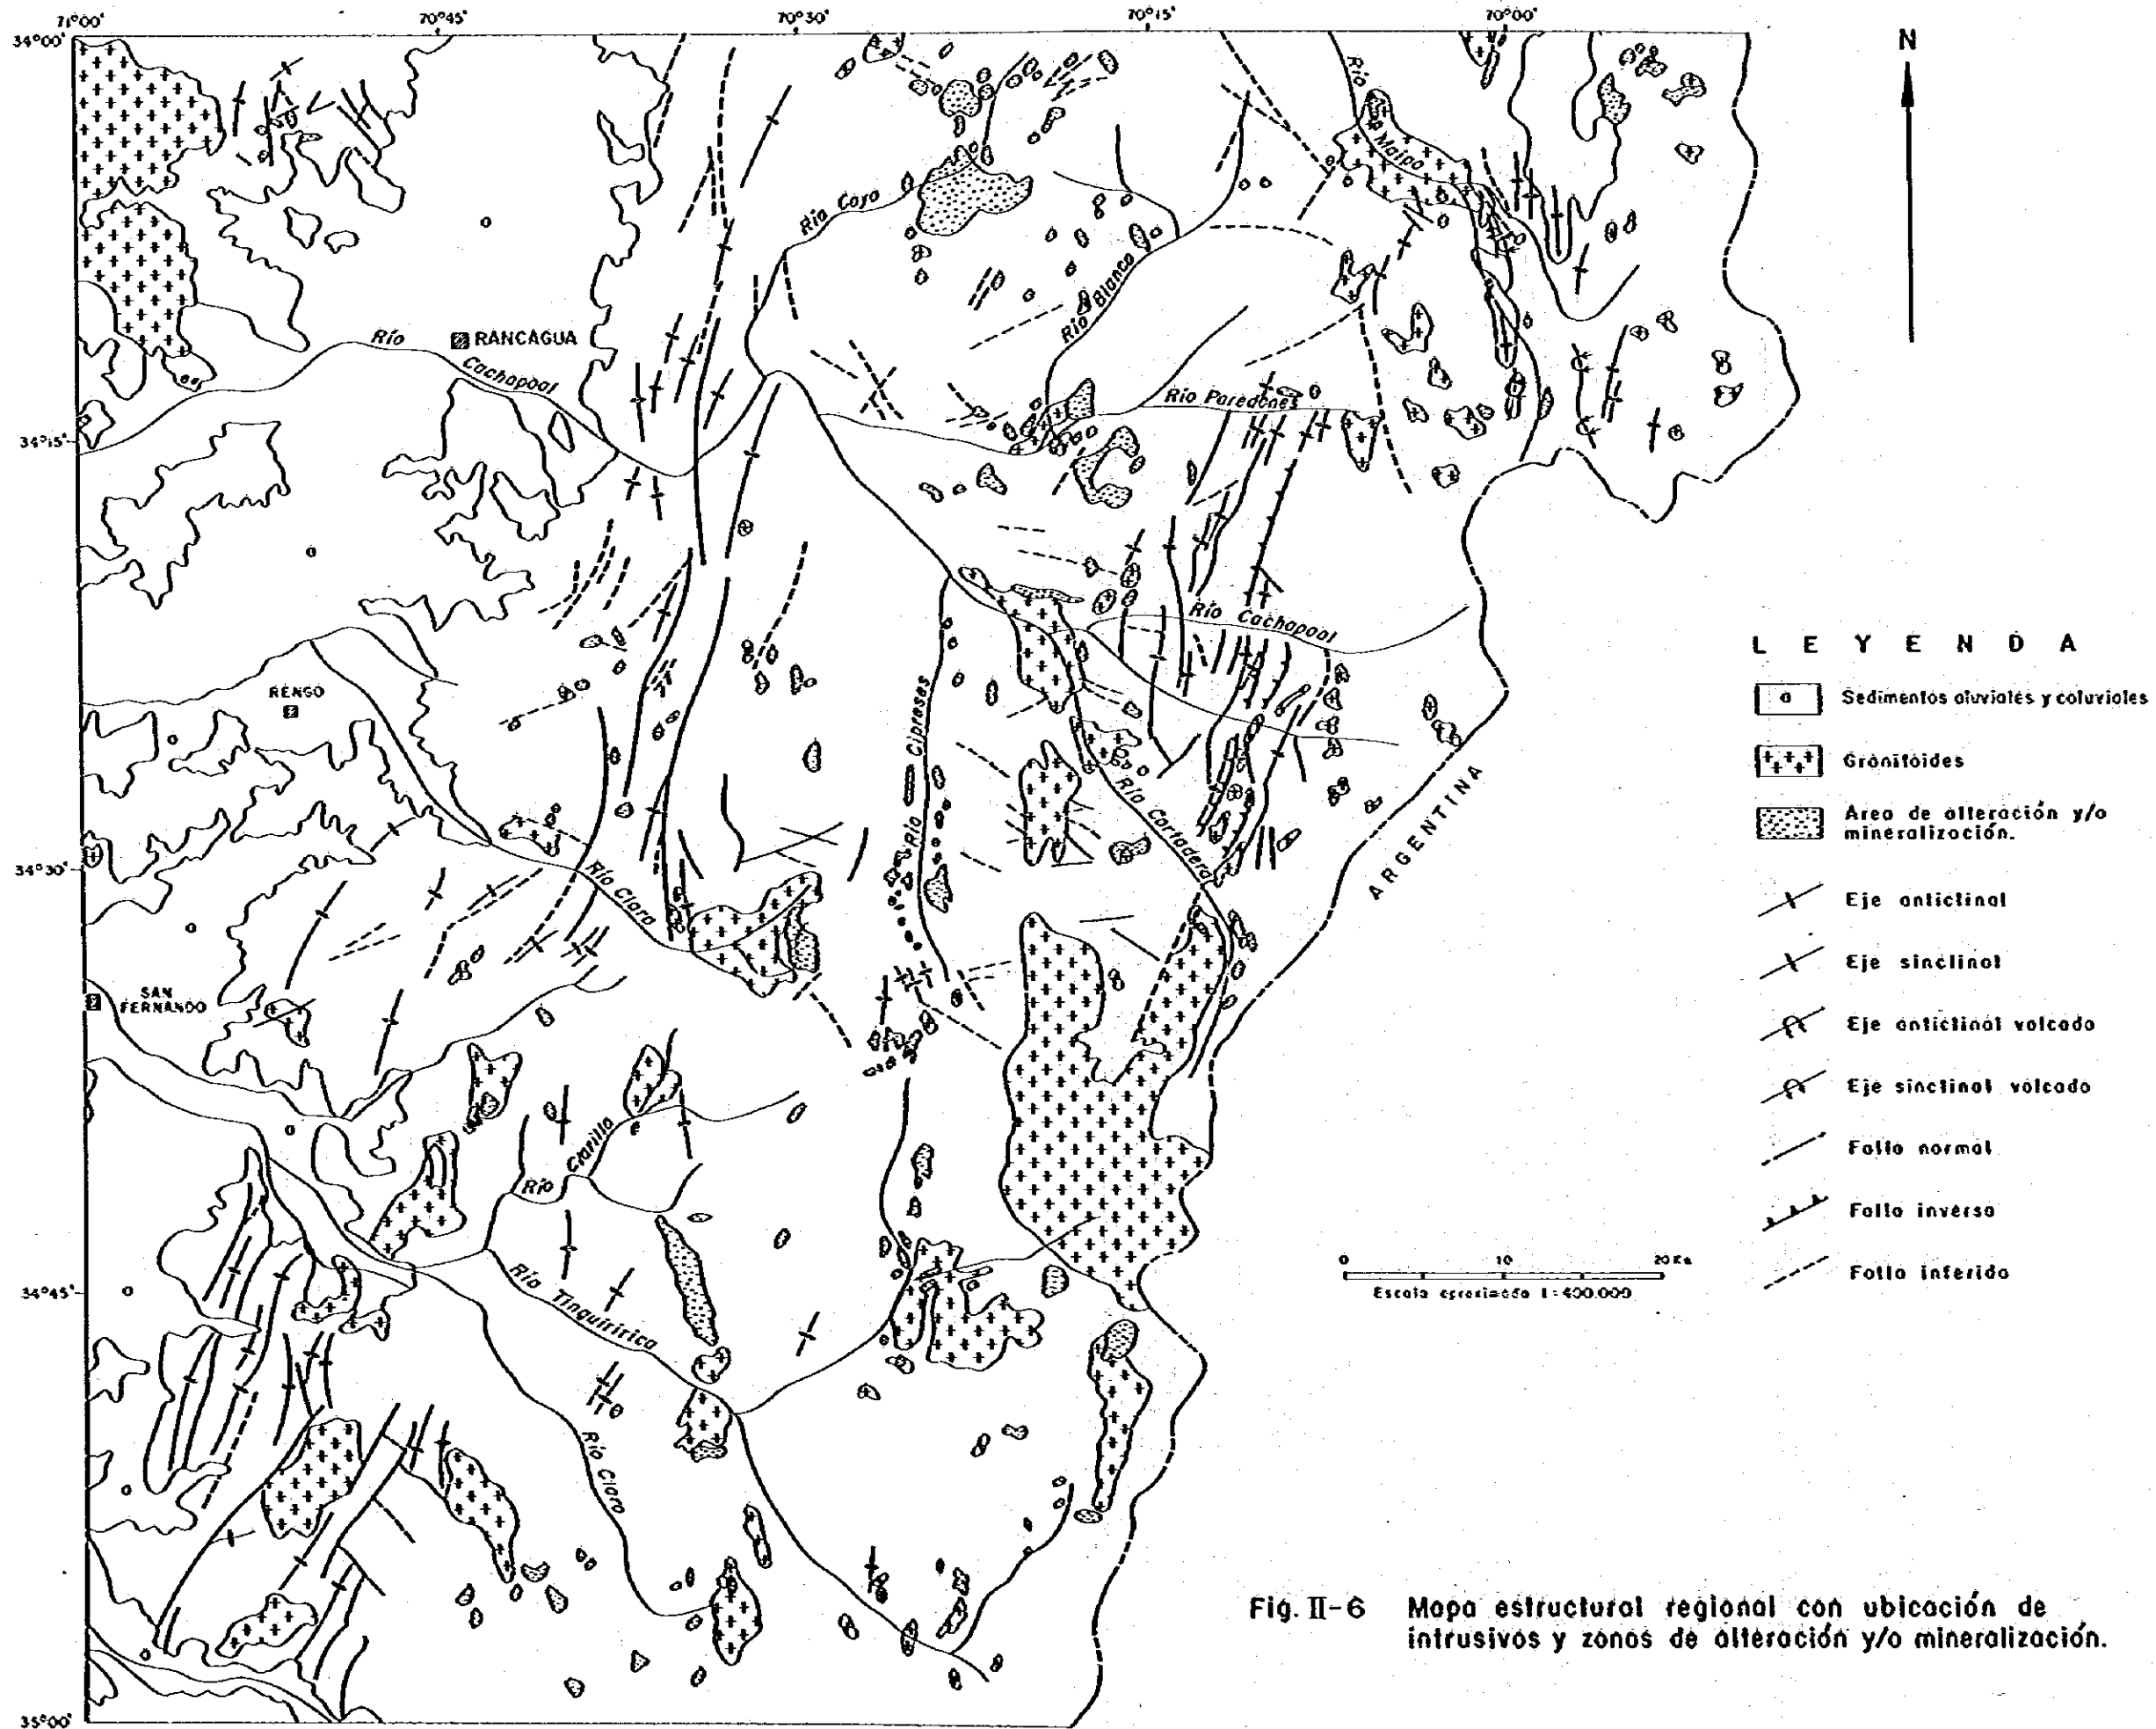 71°00'
70°45'
70°30'
70°15'
70°00'
34°00'
N
Río
Maipo
Río Coya
Río Blanco
Río
RANCAGUA
Cachapoal
Río Paredones
34°15'
Río Cachapoal
RENGO
Río Cipreses
Río Cortaderal
ARGENTINA
34°30'
Río Claro
SAN
FERNANDO
Río Clarillo
34°45'
Río Tinguiririca
Río Claro
35°00'
LEYENDA
a
Sedimentos aluviales y coluviales
Granitóides
Area de alteración y/o
mineralización.
Eje anticlinal
Eje sinclinal
Eje anticlinal volcado
Eje sinclinal volcado
Falla normal
Falla inversa
Falla inferida
0 10 20 Km
Escala aproximada 1:400.000
Fig. II-6 Mapa estructural regional con ubicación de
intrusivos y zonas de alteración y/o mineralización.